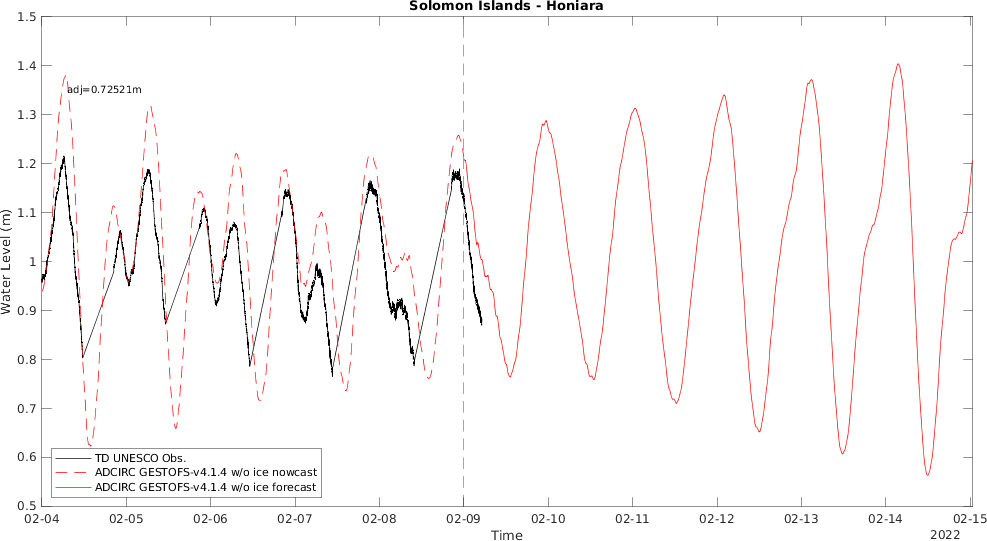 Solomon Islands - Honiara
1.5
1.4
1.3
1.2
1.1
1
0.9
0.8
0.7
0.6
0.5
Water Level (m)
adj=0.72521m
TD UNESCO Obs.
ADCIRC GESTOFS-v4.1.4 w/o ice nowcast
ADCIRC GESTOFS-v4.1.4 w/o ice forecast
02-04 02-05 02-06 02-07 02-08 02-09 02-10 02-11 02-12 02-13 02-14 02-15
Time
2022